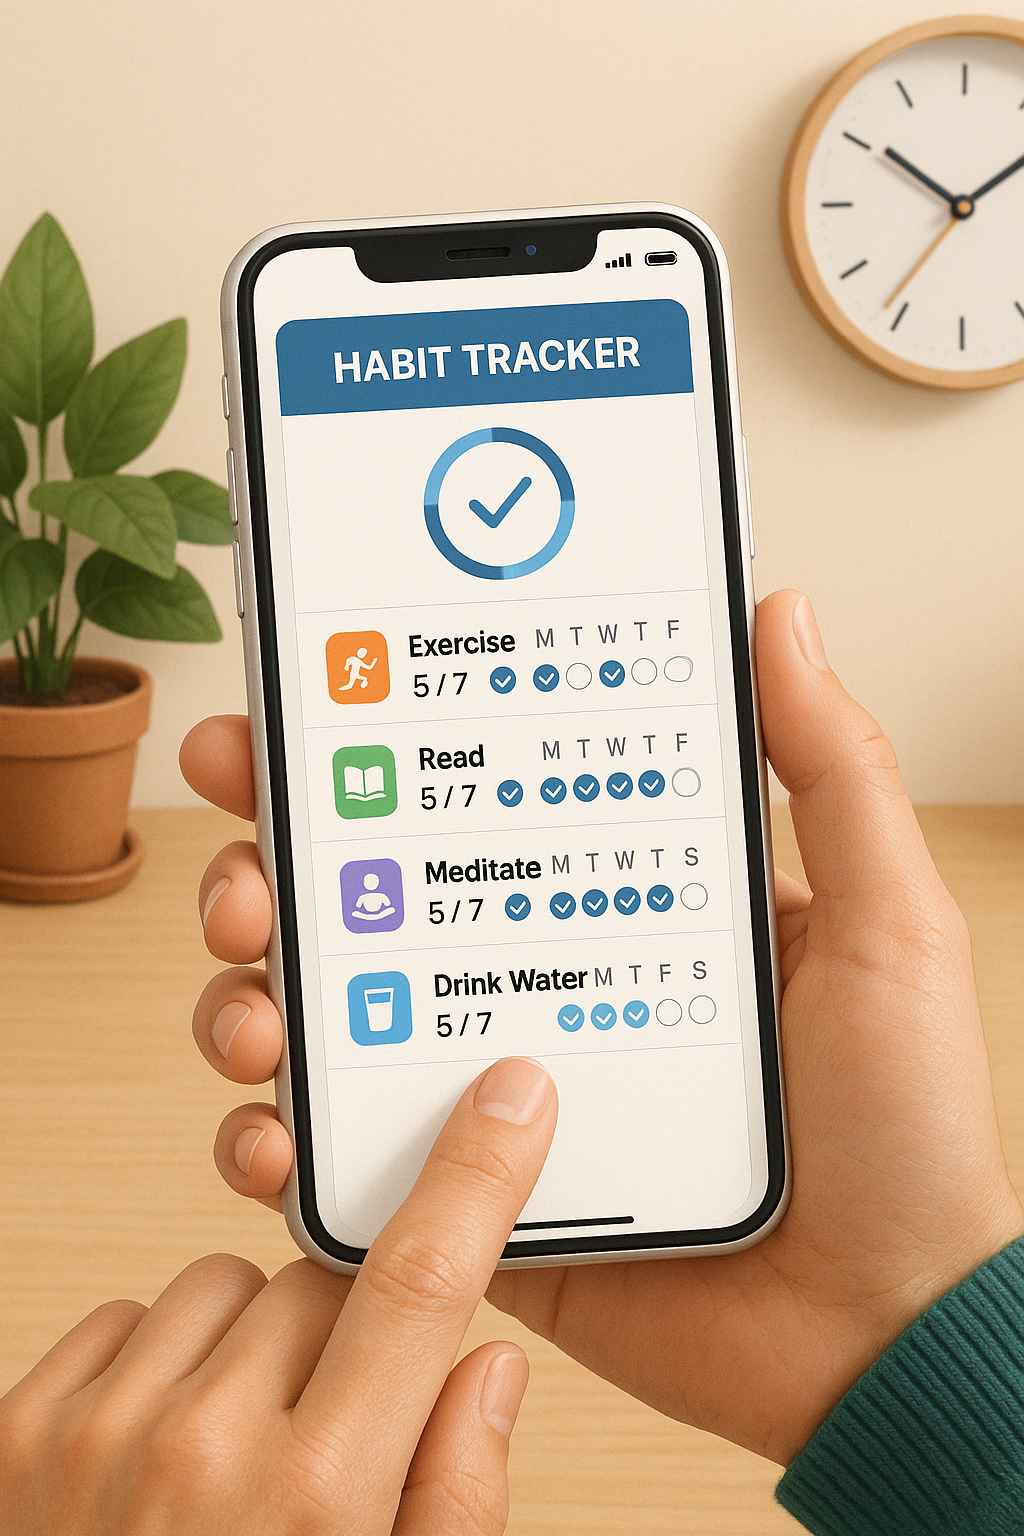 HABIT TRACKER
Exercise M T W T F
5/7
Read M T W T F
5/7
Meditate M T W T S
5/7
Drink Water M T F S
5/7